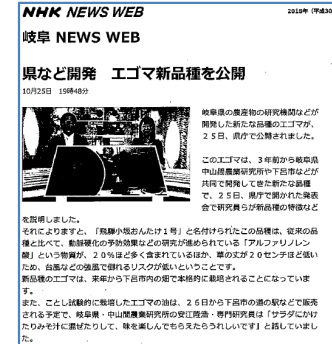 NHK NEWS WEB
2018年（平成30
岐阜 NEWS WEB
県など開発　エゴマ新品種を公開
10月25日　19時48分
岐阜県の農産物の研究機関などが
開発した新たな品種のエゴマが、
２５日、県庁で公開されました。
このエゴマは、３年前から岐阜県
中山間農業研究所や下呂市などが
共同で開発してきた新たな品種
で、２５日、県庁で開かれた発表
会で研究員らが新品種の特徴など
を説明しました。
それによりますと、「飛騨小坂おんたけ１号」と名付けられたこの品種は、従来の品
種と比べて、動脈硬化の予防効果などの研究が進められている「アルファリノレン
酸」という物質が、２０％ほど多く含まれているほか、草の丈が２０センチほど低い
ため、台風などの強風で倒れるリスクが低いということです。
新品種のエゴマは、来年から下呂市内の畑で本格的に栽培されることになっていま
す。
また、ことし試験的に栽培したエゴマの油は、２６日から下呂市の道の駅などで販売
される予定で、岐阜県・中山間農業研究所の安江隆浩・専門研究員は「サラダにかけ
たりみそ汁に混ぜたりして、味を楽しんでもらえたらうれしいです」と話していまし
た。